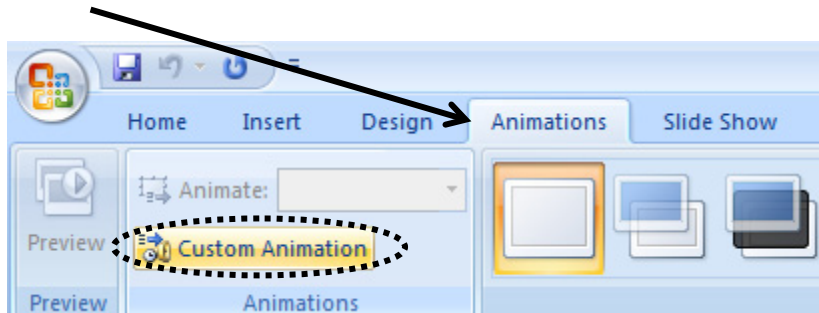 Home Insert Design Animations Slide Show
Animate:
Preview Custom Animation
Preview Animations